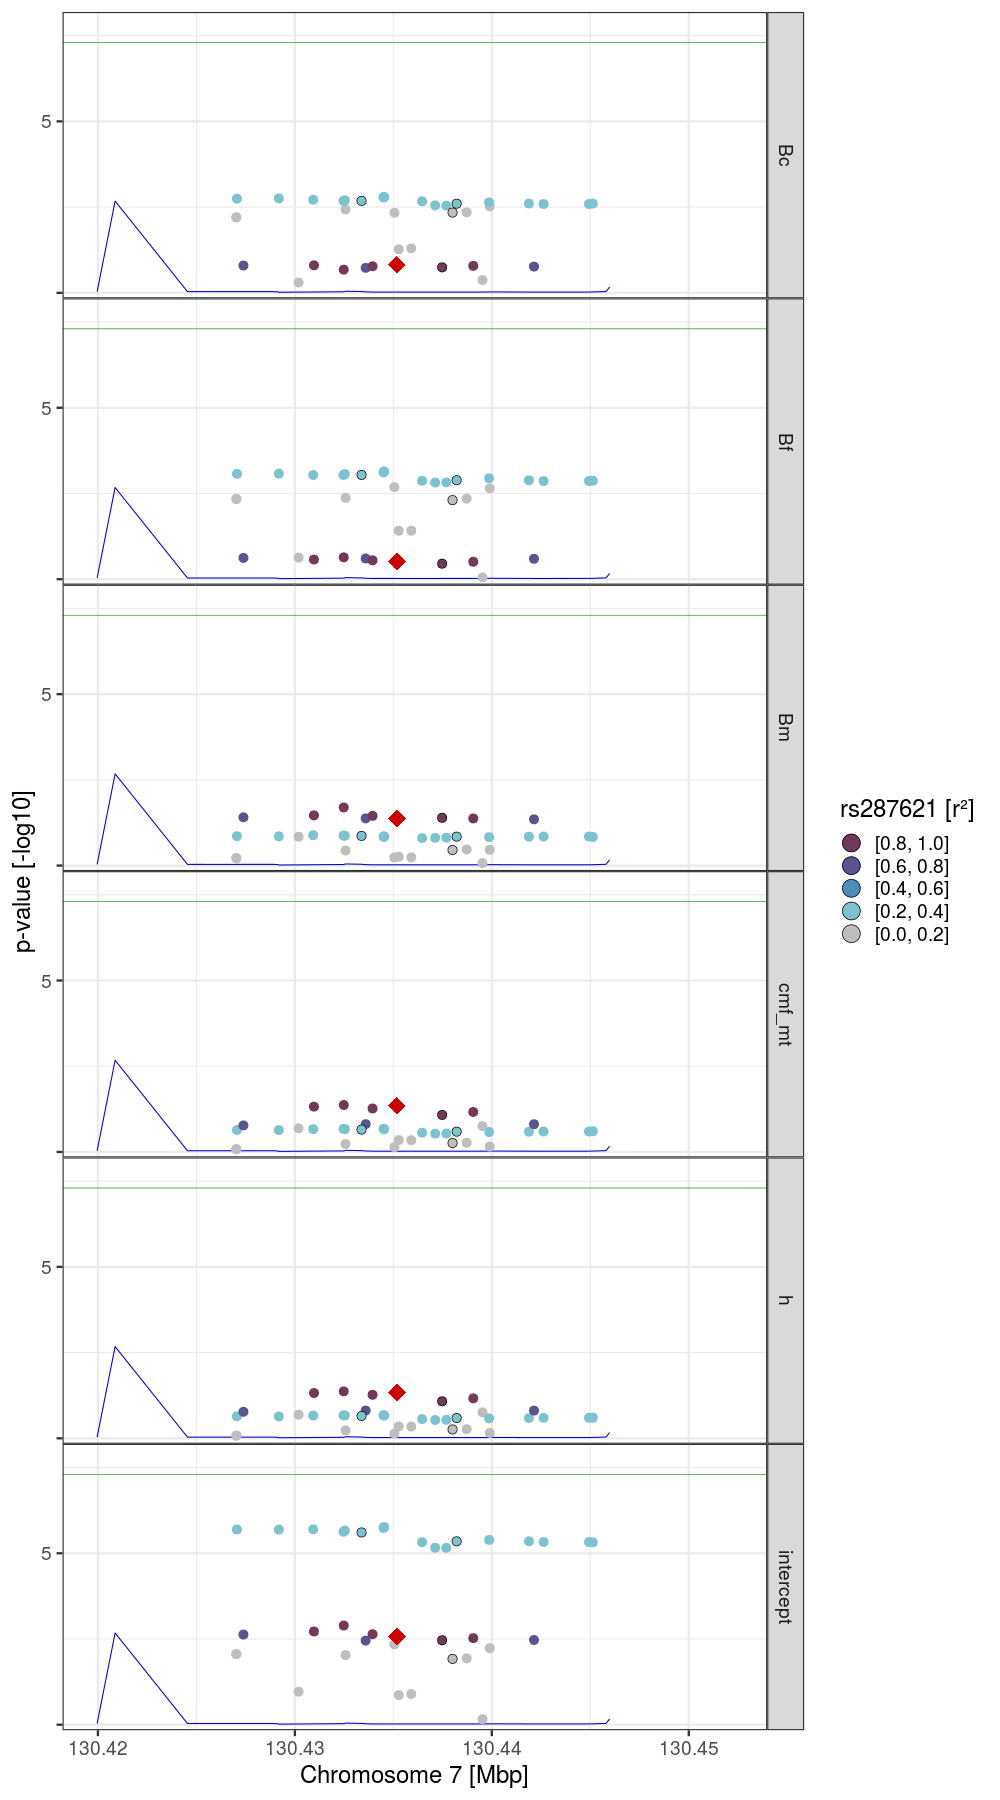 5
Bc
5
Bf
5
Bm
5
cmf_mt
5
h
5
intercept
p-value [-log10]
130.42
130.43
130.44
130.45
Chromosome 7 [Mbp]
rs287621 [r²]
[0.8, 1.0]
[0.6, 0.8]
[0.4, 0.6]
[0.2, 0.4]
[0.0, 0.2]